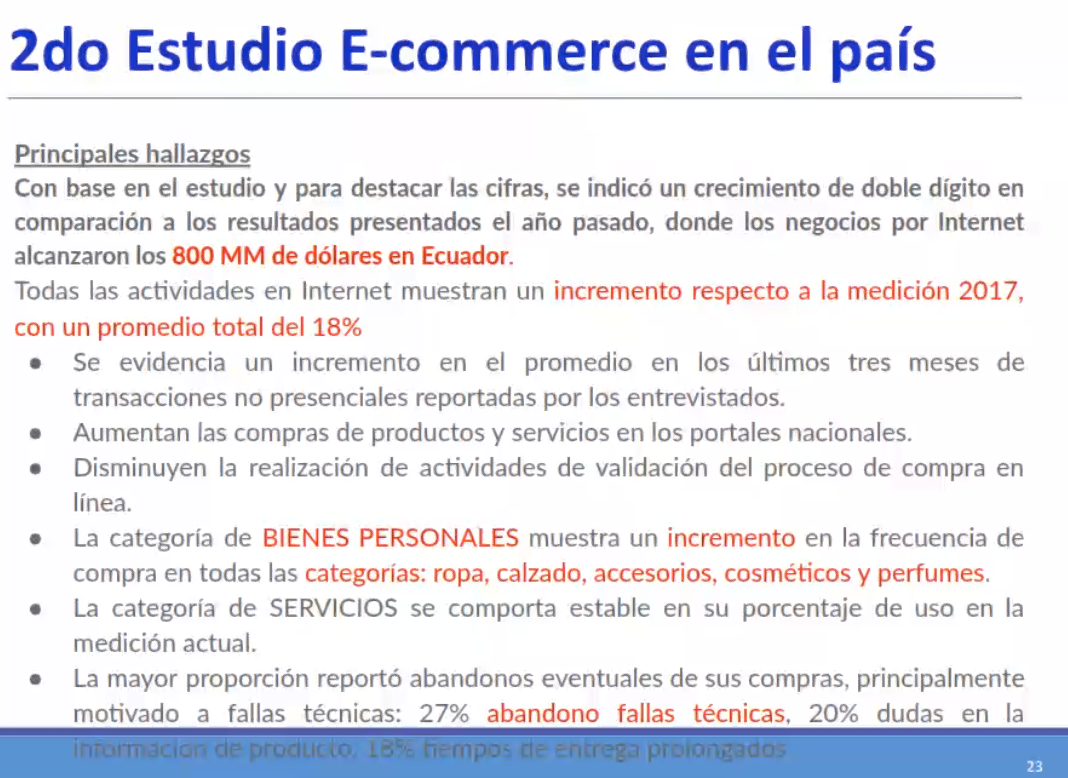 2do Estudio E-commerce en el país
Principales hallazgos
Con base en el estudio y para destacar las cifras, se indicó un crecimiento de doble dígito en
comparación a los resultados presentados el año pasado, donde los negocios por Internet
alcanzaron los 800 MM de dólares en Ecuador.
Todas las actividades en Internet muestran un incremento respecto a la medición 2017,
con un promedio total del 18%
● Se evidencia un incremento en el promedio en los últimos tres meses de
transacciones no presenciales reportadas por los entrevistados.
● Aumentan las compras de productos y servicios en los portales nacionales.
● Disminuyen la realización de actividades de validación del proceso de compra en
línea.
● La categoría de BIENES PERSONALES muestra un incremento en la frecuencia de
compra en todas las categorías: ropa, calzado, accesorios, cosméticos y perfumes.
● La categoría de SERVICIOS se comporta estable en su porcentaje de uso en la
medición actual.
● La mayor proporción reportó abandonos eventuales de sus compras, principalmente
motivado a fallas técnicas: 27% abandono fallas técnicas, 20% dudas en la
información de producto, 18% tiempos de entrega prolongados
23